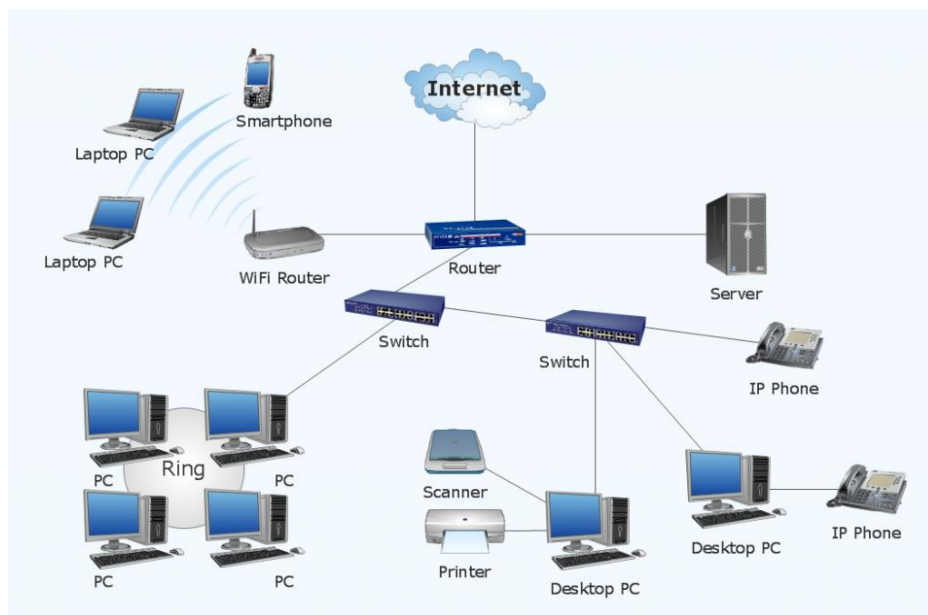 Internet
Smartphone
Laptop PC
Laptop PC
WiFi Router
Router
Server
Switch
Switch
IP Phone
PC
Ring
PC
PC
PC
Scanner
Printer
Desktop PC
Desktop PC
IP Phone